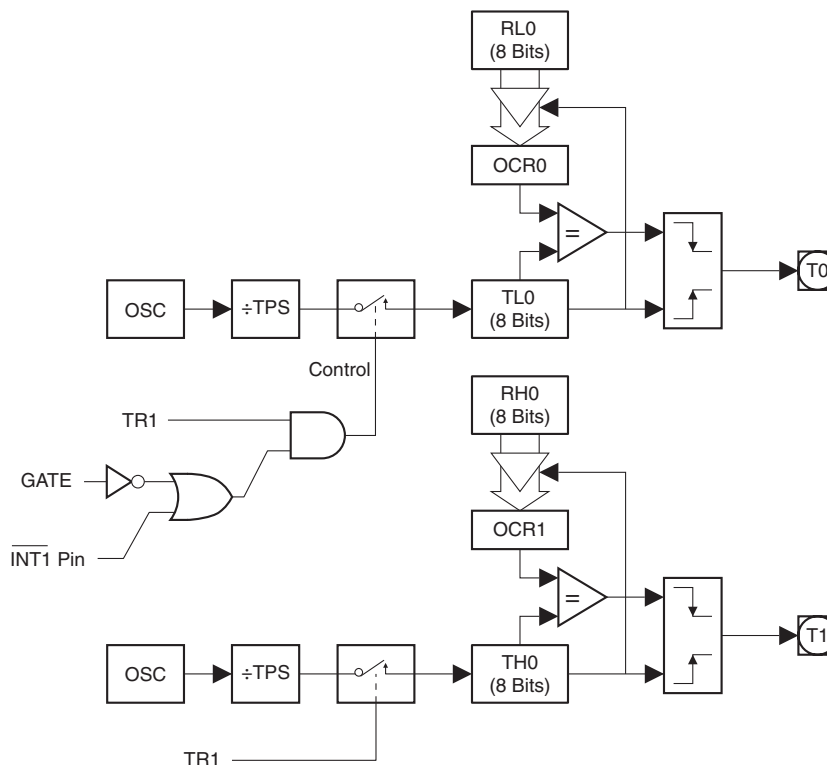 RL0
(8 Bits)
OCR0
=
T0
OSC
÷TPS
TL0
(8 Bits)
Control
TR1
RH0
(8 Bits)
GATE
OCR1
INT1 Pin
=
T1
OSC
÷TPS
TH0
(8 Bits)
TR1